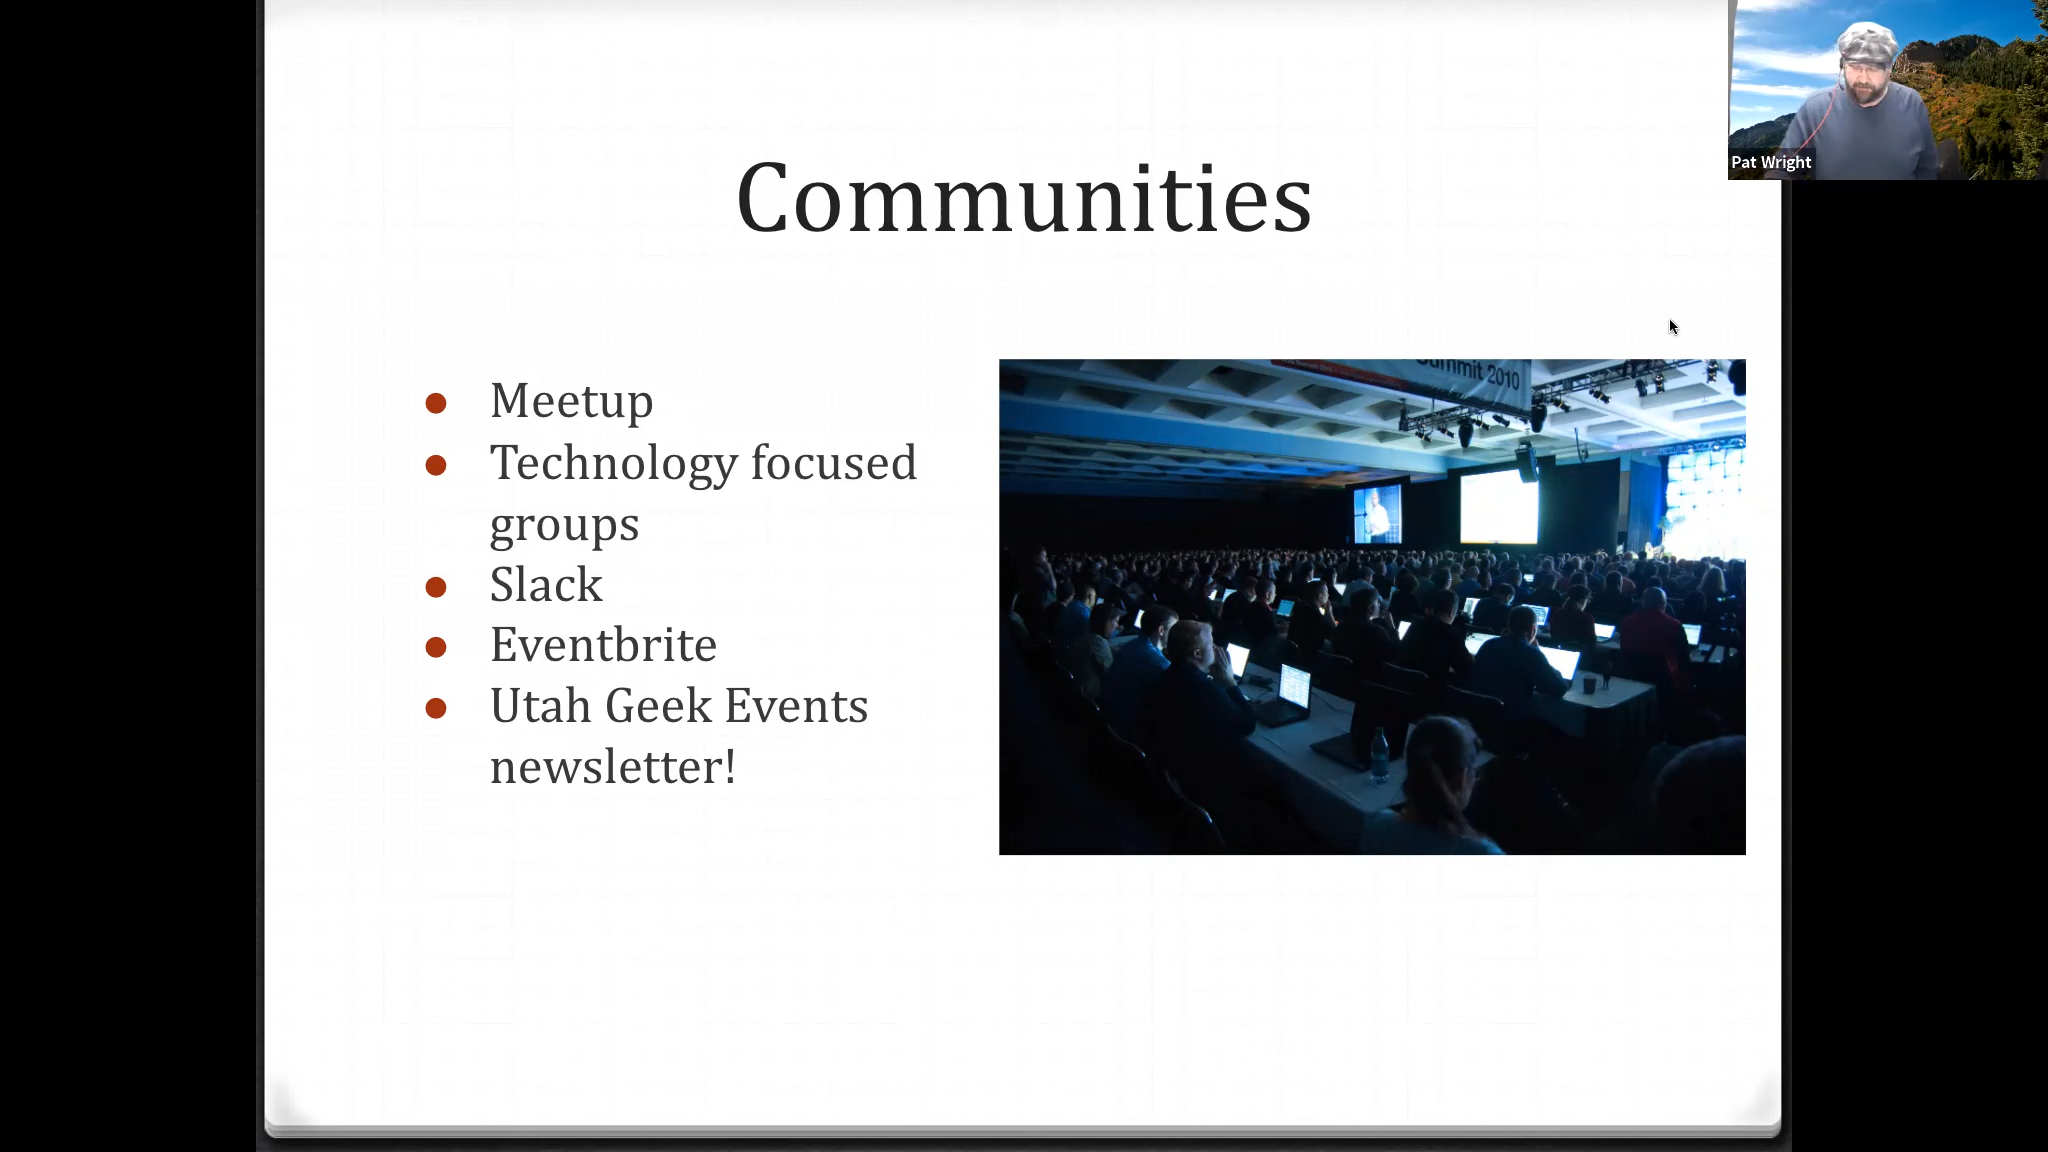 Pat Wright
Communities
Summit 2010
● Meetup
● Technology focused
groups
● Slack
● Eventbrite
● Utah Geek Events
newsletter!